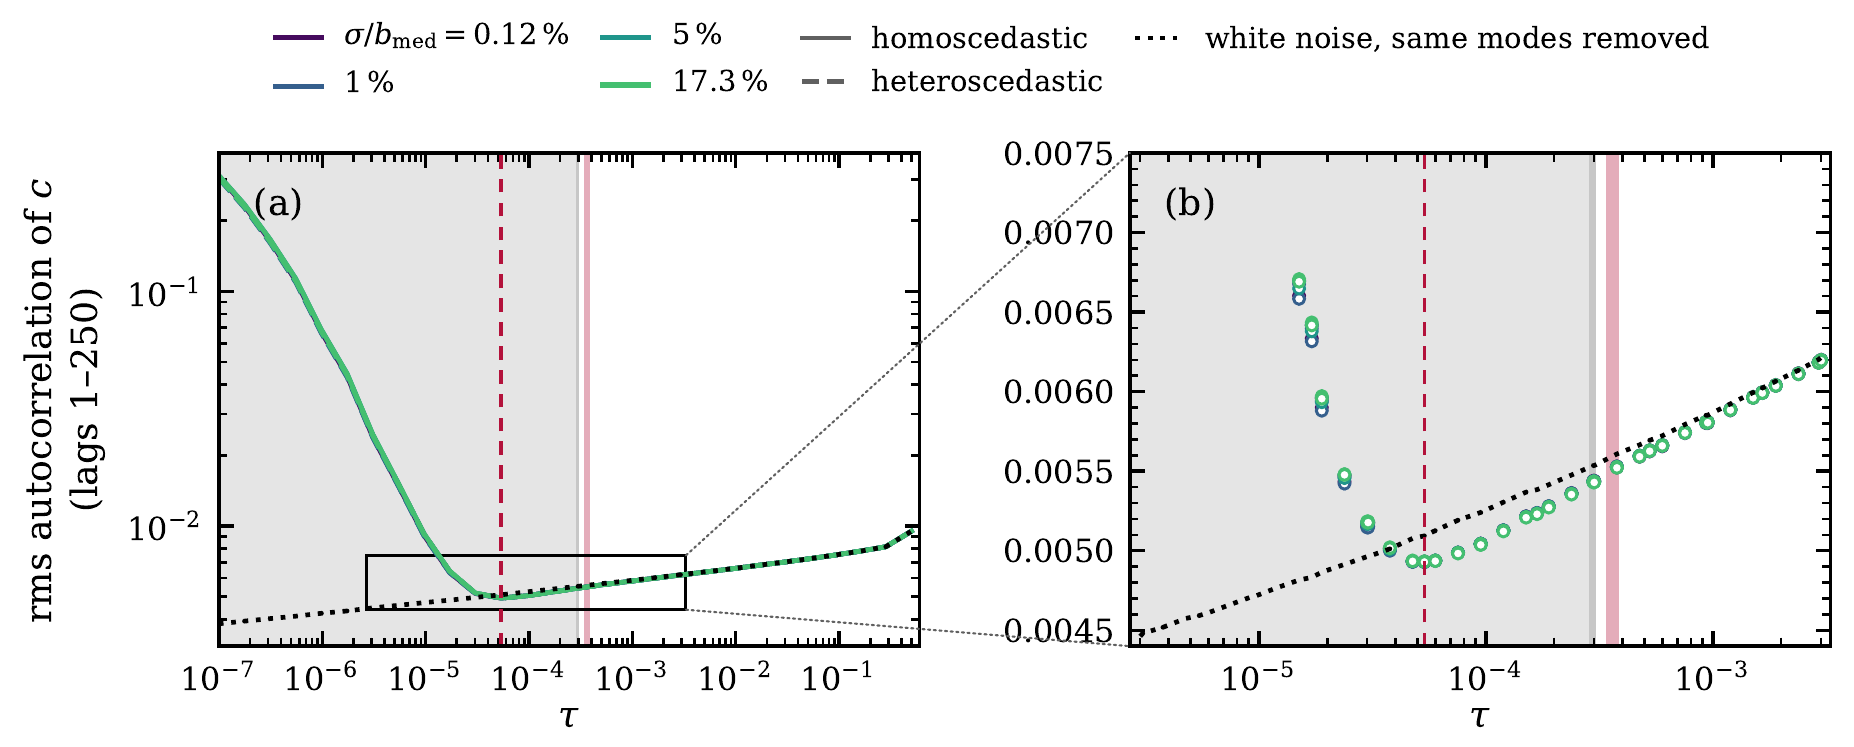 σ/b_med = 0.12 % 5 % homoscedastic white noise, same modes removed
1 % 17.3 % heteroscedastic
(a)
(b)
rms autocorrelation of c
(lags 1–250)
10⁻¹
10⁻²
10⁻⁷ 10⁻⁶ 10⁻⁵ 10⁻⁴ 10⁻³ 10⁻² 10⁻¹
τ
0.0075
0.0070
0.0065
0.0060
0.0055
0.0050
0.0045
10⁻⁵ 10⁻⁴ 10⁻³
τ